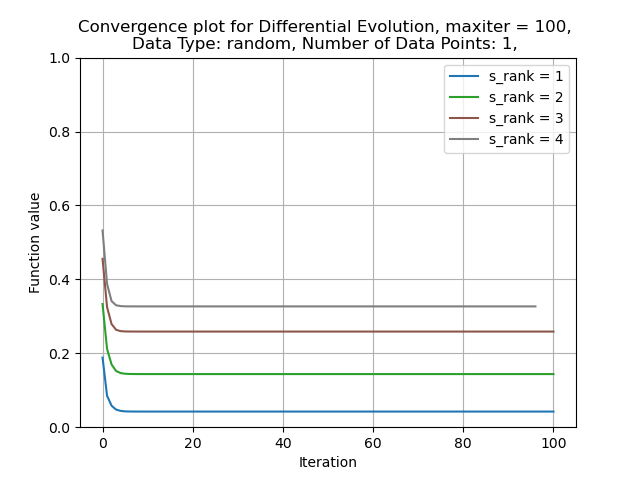 Convergence plot for Differential Evolution, maxiter = 100,
Data Type: random, Number of Data Points: 1,
1.0
0.8
0.6
0.4
0.2
0.0
Function value
s_rank = 1
s_rank = 2
s_rank = 3
s_rank = 4
0
20
40
60
80
100
Iteration